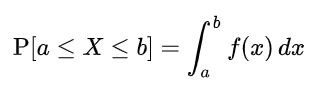 P[a ≤ X ≤ b] = ∫_a^b f(x) dx